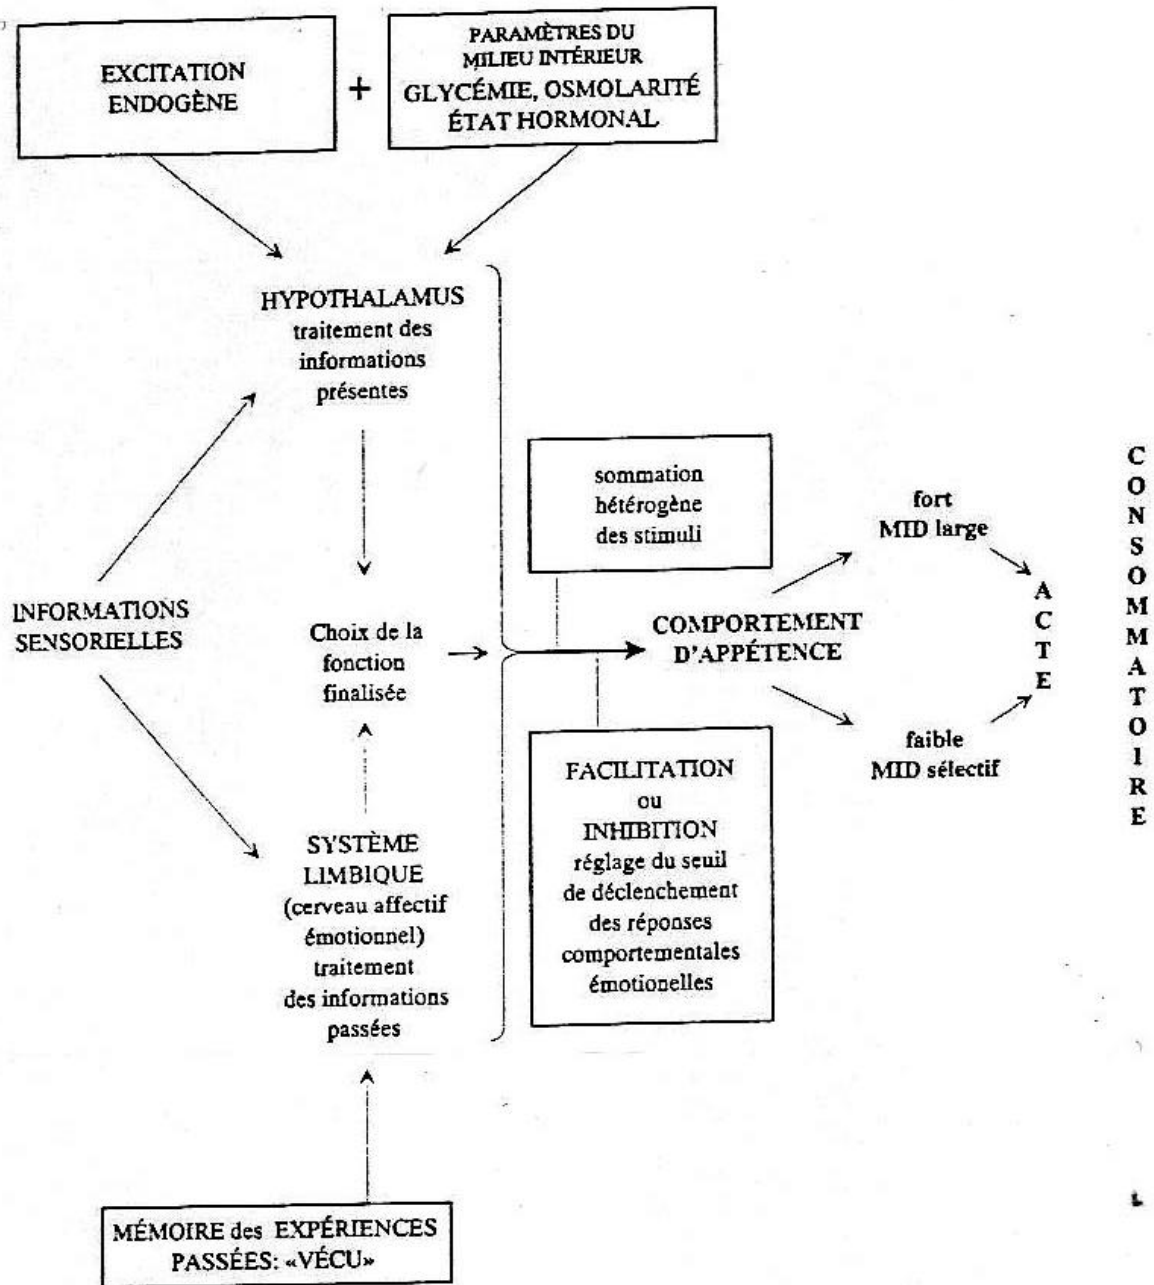 EXCITATION
ENDOGÈNE
+
PARAMÈTRES DU
MILIEU INTÉRIEUR
GLYCÉMIE, OSMOLARITÉ
ÉTAT HORMONAL
HYPOTHALAMUS
traitement des
informations
présentes
INFORMATIONS
SENSORIELLES
Choix de la
fonction
finalisée
SYSTÈME
LIMBIQUE
(cerveau affectif
émotionnel)
traitement
des informations
passées
MÉMOIRE des EXPÉRIENCES
PASSÉES: «VÉCU»
sommation
hétérogène
des stimuli
COMPORTEMENT
D'APPÉTENCE
FACILITATION
ou
INHIBITION
réglage du seuil
de déclenchement
des réponses
comportementales
émotionelles
fort
MID large
faible
MID sélectif
ACTE
CONSOMMATOIRE